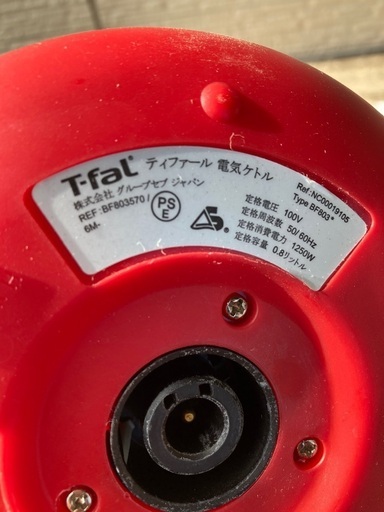 T-fal ティファール 電気ケトル
株式会社 グループセブ ジャパン
REF: BF803570 /
6M-
PS
E
S
Ref: NC00019105
Type BF803*
定格電圧 100V
定格周波数 50/60Hz
定格消費電力 1250W
定格容量 0.8リットル